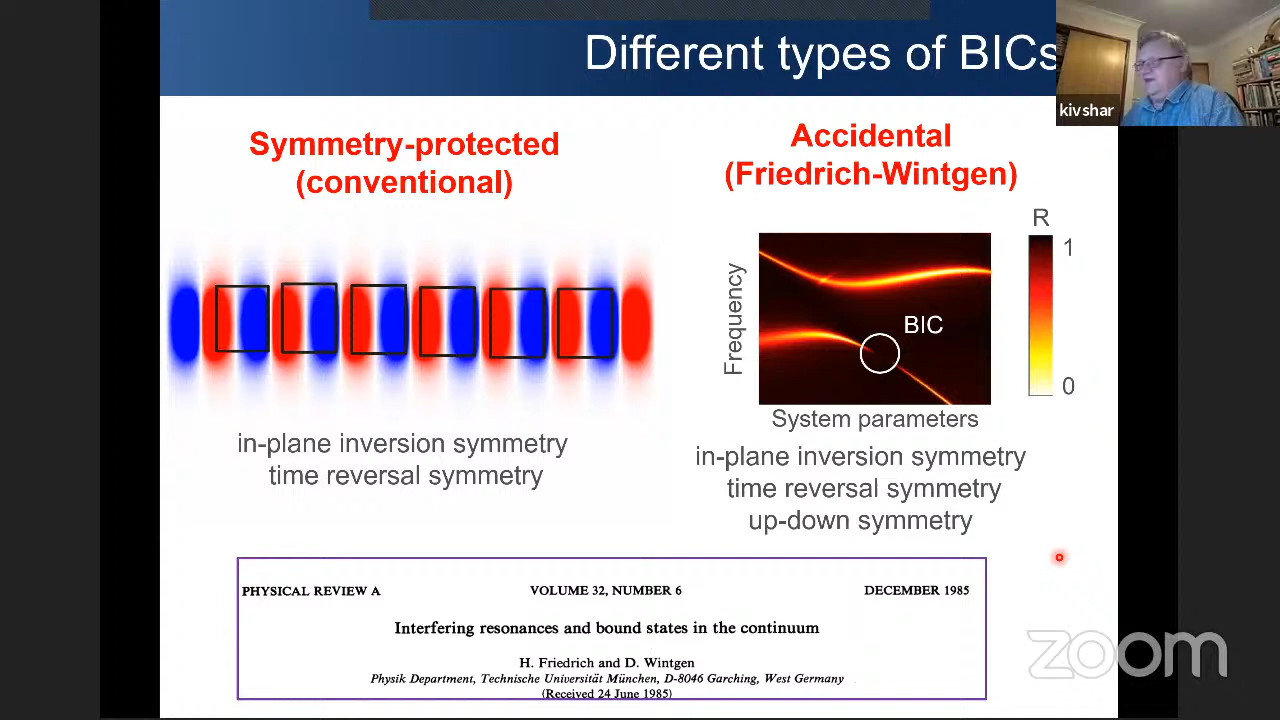 Different types of BICs
kivshar
Symmetry-protected
(conventional)
in-plane inversion symmetry
time reversal symmetry
Accidental
(Friedrich-Wintgen)
R
1
0
Frequency
BIC
System parameters
in-plane inversion symmetry
time reversal symmetry
up-down symmetry
PHYSICAL REVIEW A VOLUME 32, NUMBER 6 DECEMBER 1985
Interfering resonances and bound states in the continuum
H. Friedrich and D. Wintgen
Physik Department, Technische Universität München, D-8046 Garching, West Germany
(Received 24 June 1985)
zoom